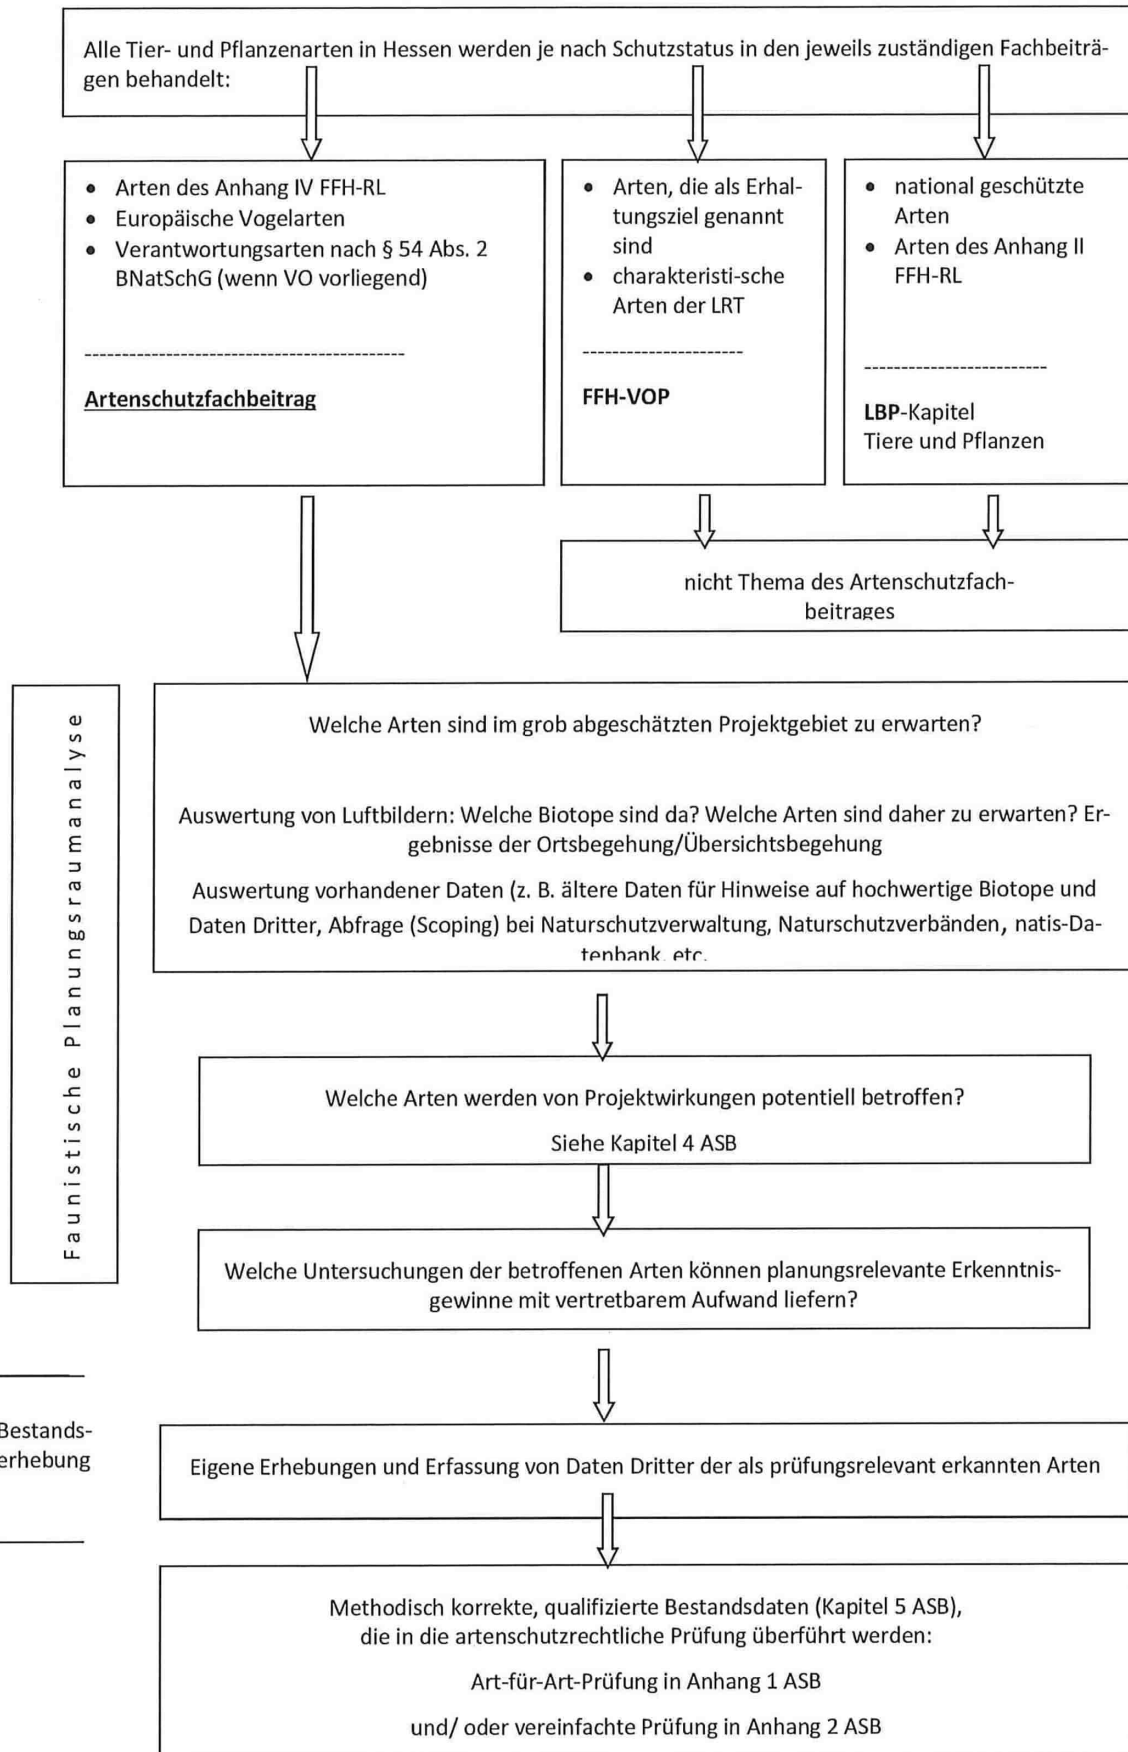 Alle Tier- und Pflanzenarten in Hessen werden je nach Schutzstatus in den jeweils zuständigen Fachbeiträ-
gen behandelt:
• Arten des Anhang IV FFH-RL
• Europäische Vogelarten
• Verantwortungsarten nach § 54 Abs. 2
BNatSchG (wenn VO vorliegend)
------------------------------------------
Artenschutzfachbeitrag
• Arten, die als Erhal-
tungsziel genannt
sind
• charakteristi-sche
Arten der LRT
---------------------
FFH-VOP
• national geschützte
Arten
• Arten des Anhang II
FFH-RL
------------------------
LBP-Kapitel
Tiere und Pflanzen
nicht Thema des Artenschutzfach-
beitrages
Faunistische Planungsraumanalyse
Welche Arten sind im grob abgeschätzten Projektgebiet zu erwarten?
Auswertung von Luftbildern: Welche Biotope sind da? Welche Arten sind daher zu erwarten? Er-
gebnisse der Ortsbegehung/Übersichtsbegehung
Auswertung vorhandener Daten (z. B. ältere Daten für Hinweise auf hochwertige Biotope und
Daten Dritter, Abfrage (Scoping) bei Naturschutzverwaltung, Naturschutzverbänden, natis-Da-
tenbank, etc.
Welche Arten werden von Projektwirkungen potentiell betroffen?
Siehe Kapitel 4 ASB
Welche Untersuchungen der betroffenen Arten können planungsrelevante Erkenntnis-
gewinne mit vertretbarem Aufwand liefern?
Bestands-
erhebung
Eigene Erhebungen und Erfassung von Daten Dritter der als prüfungsrelevant erkannten Arten
Methodisch korrekte, qualifizierte Bestandsdaten (Kapitel 5 ASB),
die in die artenschutzrechtliche Prüfung überführt werden:
Art-für-Art-Prüfung in Anhang 1 ASB
und/ oder vereinfachte Prüfung in Anhang 2 ASB